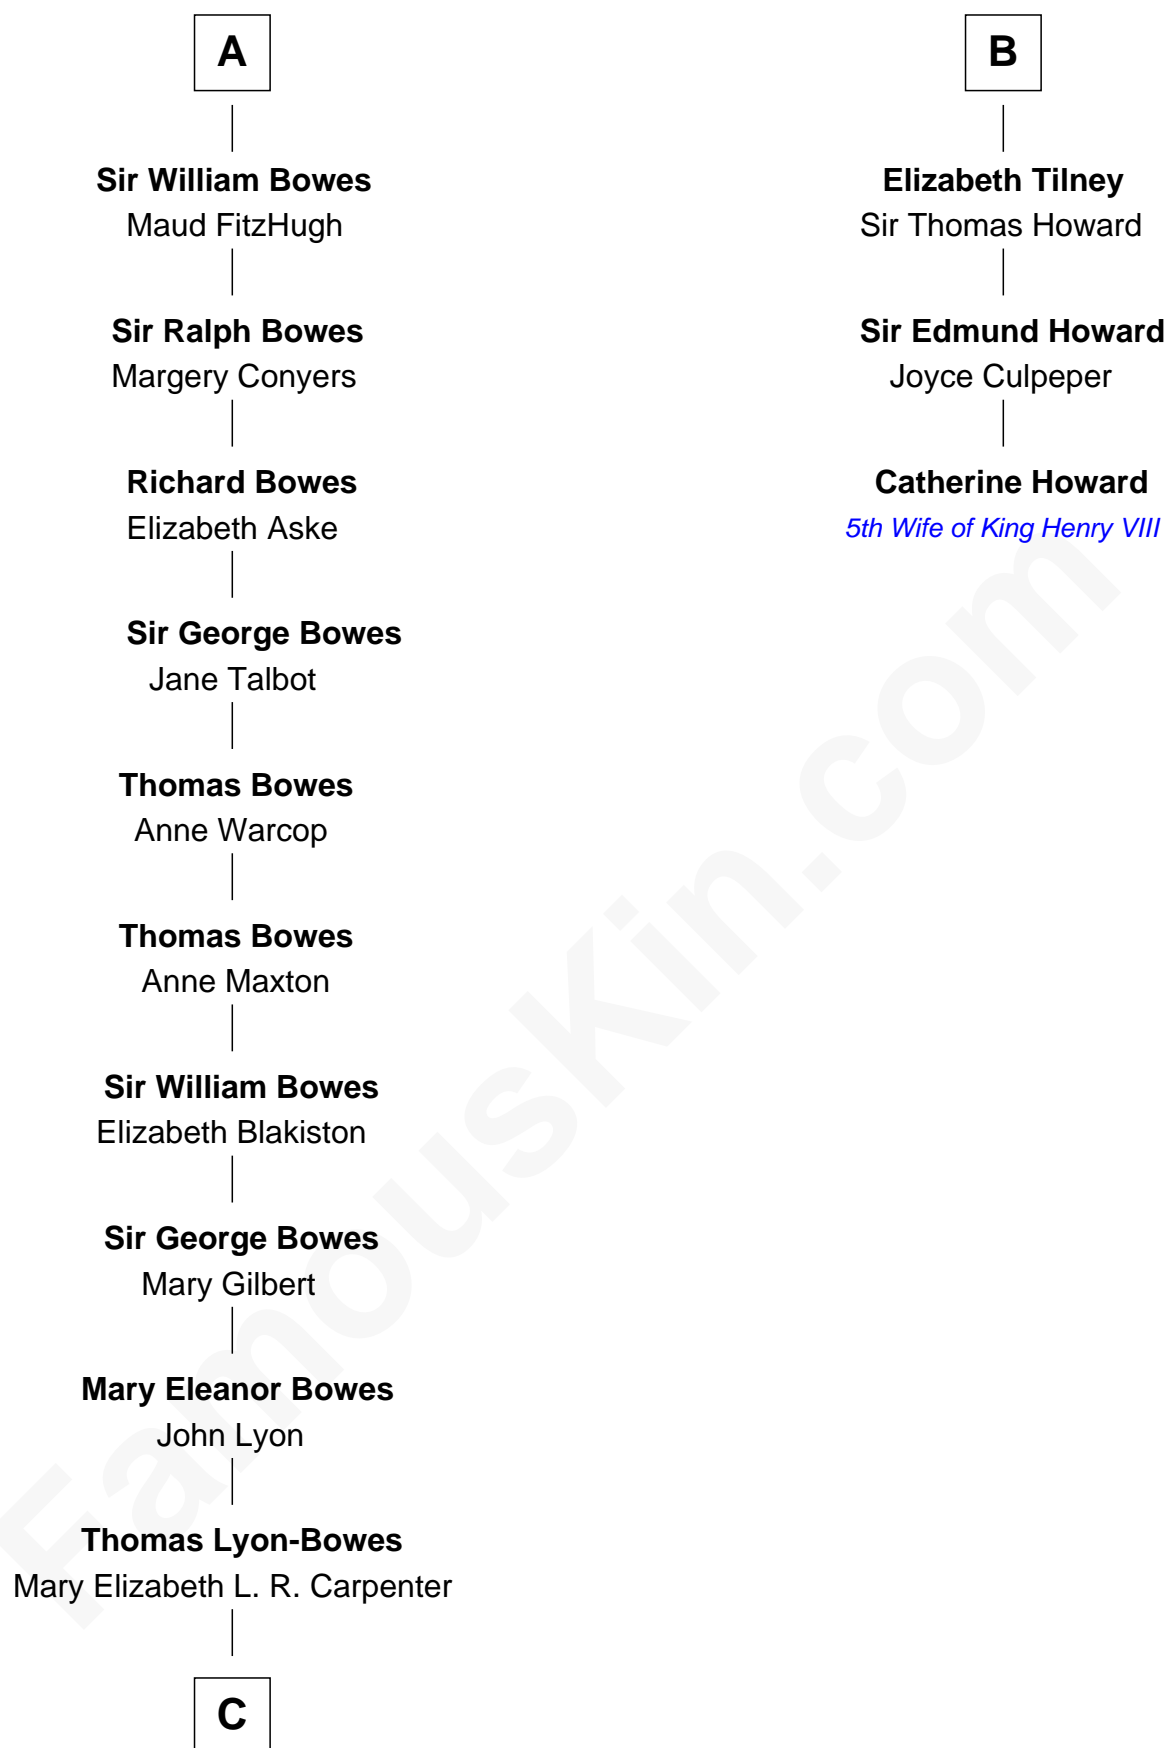 A
Sir William Bowes
Maud FitzHugh
Sir Ralph Bowes
Margery Conyers
Richard Bowes
Elizabeth Aske
Sir George Bowes
Jane Talbot
Thomas Bowes
Anne Warcop
Thomas Bowes
Anne Maxton
Sir William Bowes
Elizabeth Blakiston
Sir George Bowes
Mary Gilbert
Mary Eleanor Bowes
John Lyon
Thomas Lyon-Bowes
Mary Elizabeth L. R. Carpenter
C
B
Elizabeth Tilney
Sir Thomas Howard
Sir Edmund Howard
Joyce Culpeper
Catherine Howard
5th Wife of King Henry VIII
FamousKin.com